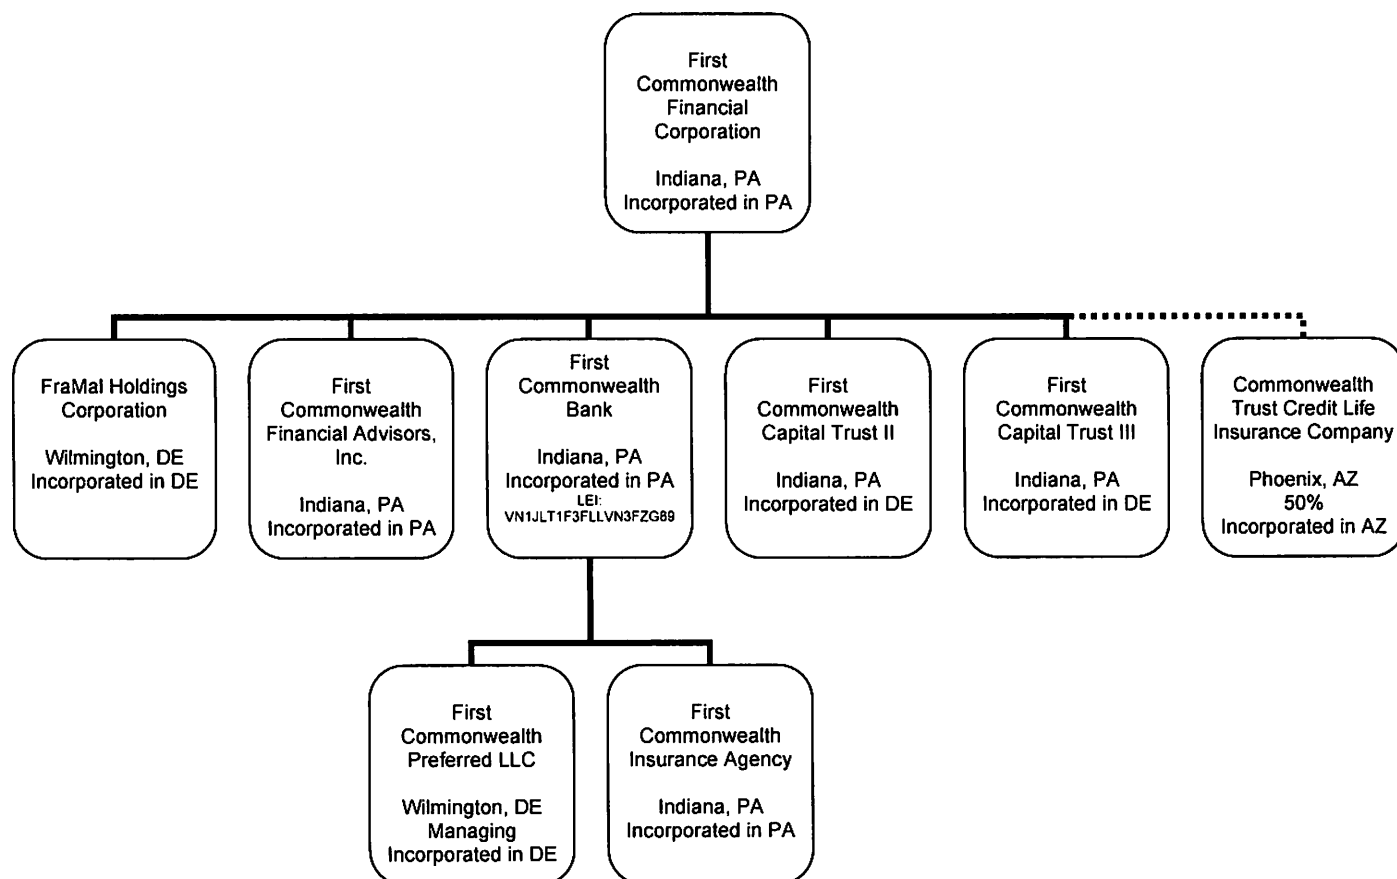 First
Commonwealth
Financial
Corporation
Indiana, PA
Incorporated in PA
FraMal Holdings
Corporation
Wilmington, DE
Incorporated in DE
First
Commonwealth
Financial Advisors,
Inc.
Indiana, PA
Incorporated in PA
First
Commonwealth
Bank
Indiana, PA
Incorporated in PA
LEI:
VN1JLT1F3FLLVN3FZG89
First
Commonwealth
Capital Trust II
Indiana, PA
Incorporated in DE
First
Commonwealth
Capital Trust III
Indiana, PA
Incorporated in DE
Commonwealth
Trust Credit Life
Insurance Company
Phoenix, AZ
50%
Incorporated in AZ
First
Commonwealth
Preferred LLC
Wilmington, DE
Managing
Incorporated in DE
First
Commonwealth
Insurance Agency
Indiana, PA
Incorporated in PA